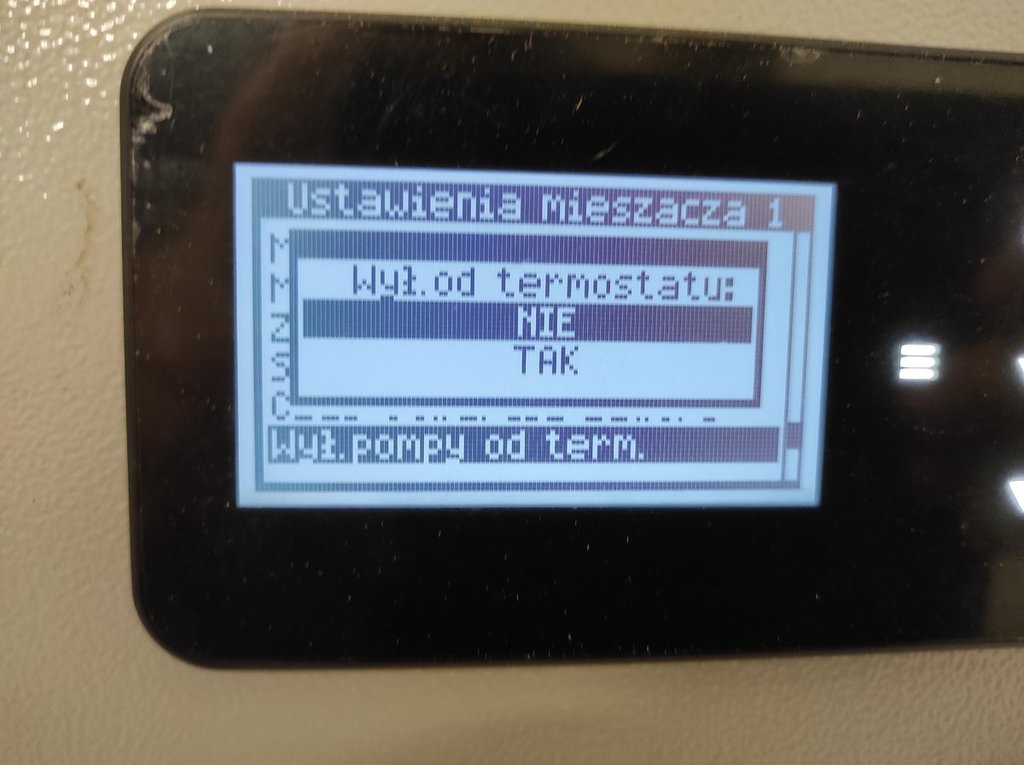 Ustawienia mieszacza 1
Wył.od termostatu:
NIE
TAK
Wył.pompy od term.